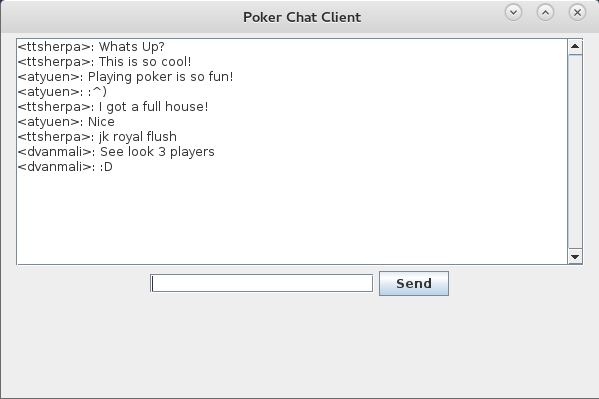 Poker Chat Client
<ttsherpa>: Whats Up?
<ttsherpa>: This is so cool!
<atyuen>: Playing poker is so fun!
<atyuen>: :^)
<ttsherpa>: I got a full house!
<atyuen>: Nice
<ttsherpa>: jk royal flush
<dvanmali>: See look 3 players
<dvanmali>: :D
Send